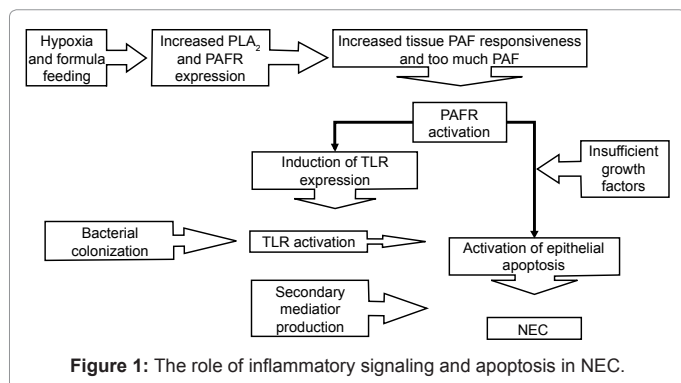 Hypoxia
and formula
feeding
Increased PLA₂
and PAFR
expression
Increased tissue PAF responsiveness
and too much PAF
PAFR
activation
Induction of TLR
expression
Insufficient
growth
factors
Bacterial
colonization
TLR activation
Activation of epithelial
apoptosis
Secondary
mediatior
production
NEC
Figure 1: The role of inflammatory signaling and apoptosis in NEC.